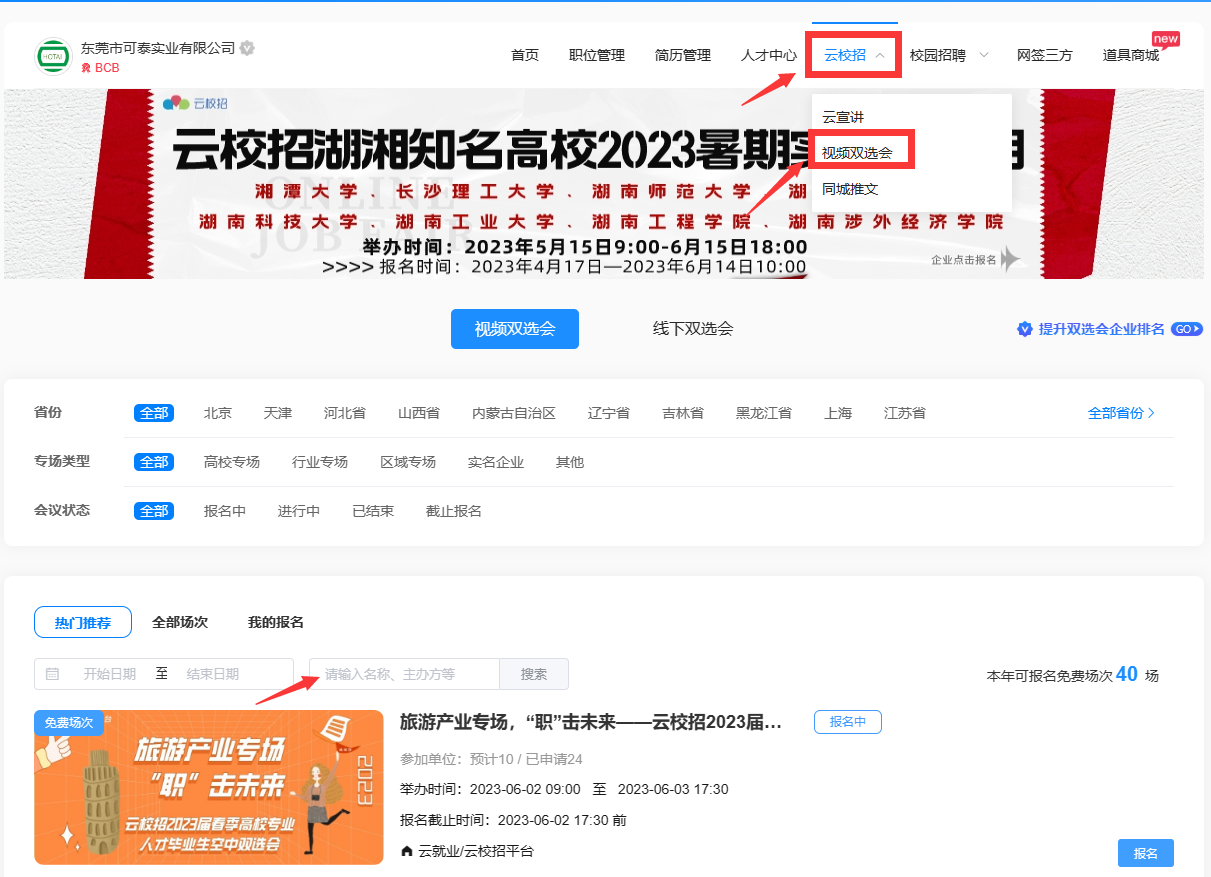 东莞市可泰实业有限公司
HOTAI
BCB
首页 职位管理 简历管理 人才中心 云校招 校园招聘 网签三方 道具商城 new
云宣讲
视频双选会
同城推文
云校招
云校招湖湘知名高校2023暑期
ONLINE
JOB FAIR
湘潭大学、长沙理工大学、湖南师范大学、湖
湖南科技大学、湖南工业大学、湖南工程学院、湖南涉外经济学院
举办时间：2023年5月15日9:00-6月15日18:00
>>>> 报名时间：2023年4月17日—2023年6月14日10:00
企业点击报名
视频双选会 线下双选会 提升双选会企业排名 GO
省份 全部 北京 天津 河北省 山西省 内蒙古自治区 辽宁省 吉林省 黑龙江省 上海 江苏省 全部省份
专场类型 全部 高校专场 行业专场 区域专场 实名企业 其他
会议状态 全部 报名中 进行中 已结束 截止报名
热门推荐 全部场次 我的报名
开始日期 至 结束日期 请输入名称、主办方等 搜索 本年可报名免费场次 40 场
免费场次
台
旅游产业专场
“职”击未来
2023
云校招2023届春季高校专业
人才毕业生空中双选会
旅游产业专场，“职”击未来——云校招2023届... 报名中
参加单位：预计10 / 已申请24
举办时间：2023-06-02 09:00 至 2023-06-03 17:30
报名截止时间：2023-06-02 17:30 前
云就业/云校招平台
报名